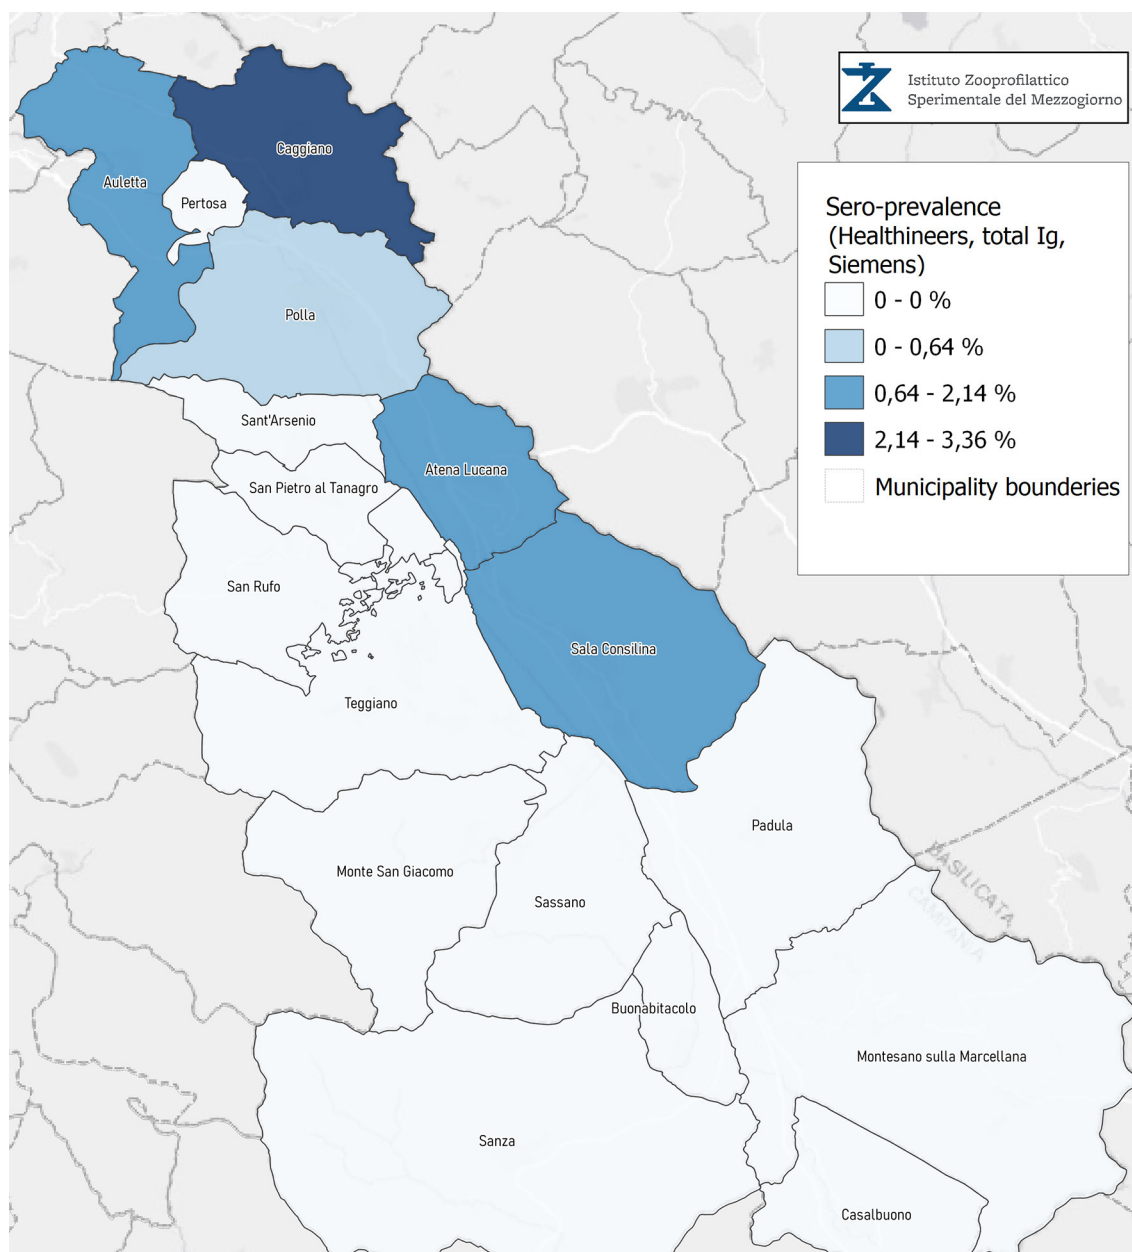 Istituto Zooprofilattico
Sperimentale del Mezzogiorno
Caggiano
Auletta
Pertosa
Sero-prevalence
(Healthineers, total Ig,
Siemens)
0 - 0 %
0 - 0,64 %
0,64 - 2,14 %
2,14 - 3,36 %
Municipality bounderies
Polla
Sant'Arsenio
Atena Lucana
San Pietro al Tanagro
San Rufo
Sala Consilina
Teggiano
Padula
Monte San Giacomo
BASILICATA
CAMPANIA
Sassano
Buonabitacolo
Montesano sulla Marcellana
Sanza
Casalbuono